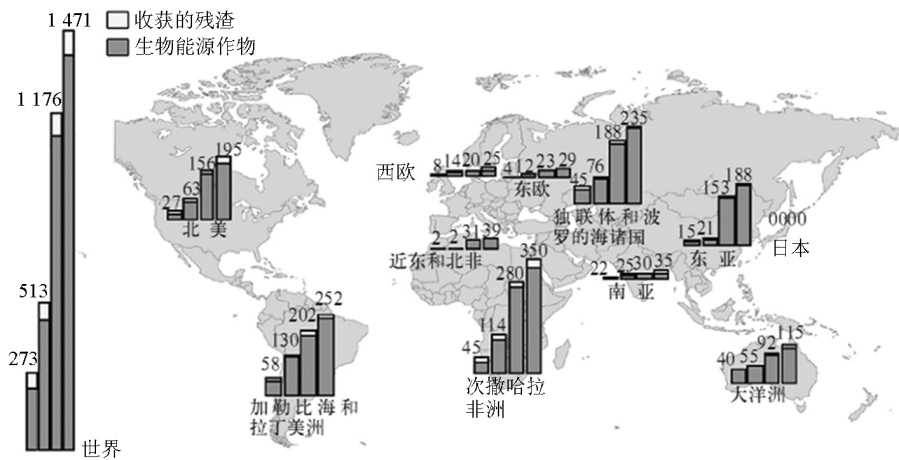 1 471
收获的残渣
生物能源作物
1 176
513
273
世界
27 63 156 195
北 美
西欧
8 14 20 25
4 12 23 29
东欧
45 76 188 235
独联体和波
罗的海诸国
15 21 153 188
东 亚
0000
日本
2 2 31 39
近东和北非
22 25 30 35
南 亚
58 130 202 252
加勒比海和
拉丁美洲
45 114 280 350
次撒哈拉
非洲
40 55 92 115
大洋洲